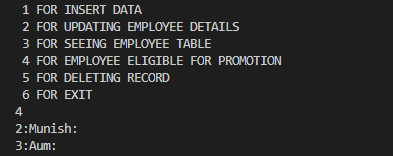 1 FOR INSERT DATA
2 FOR UPDATING EMPLOYEE DETAILS
3 FOR SEEING EMPLOYEE TABLE
4 FOR EMPLOYEE ELIGIBLE FOR PROMOTION
5 FOR DELETING RECORD
6 FOR EXIT
4
2:Munish:
3:Aum: